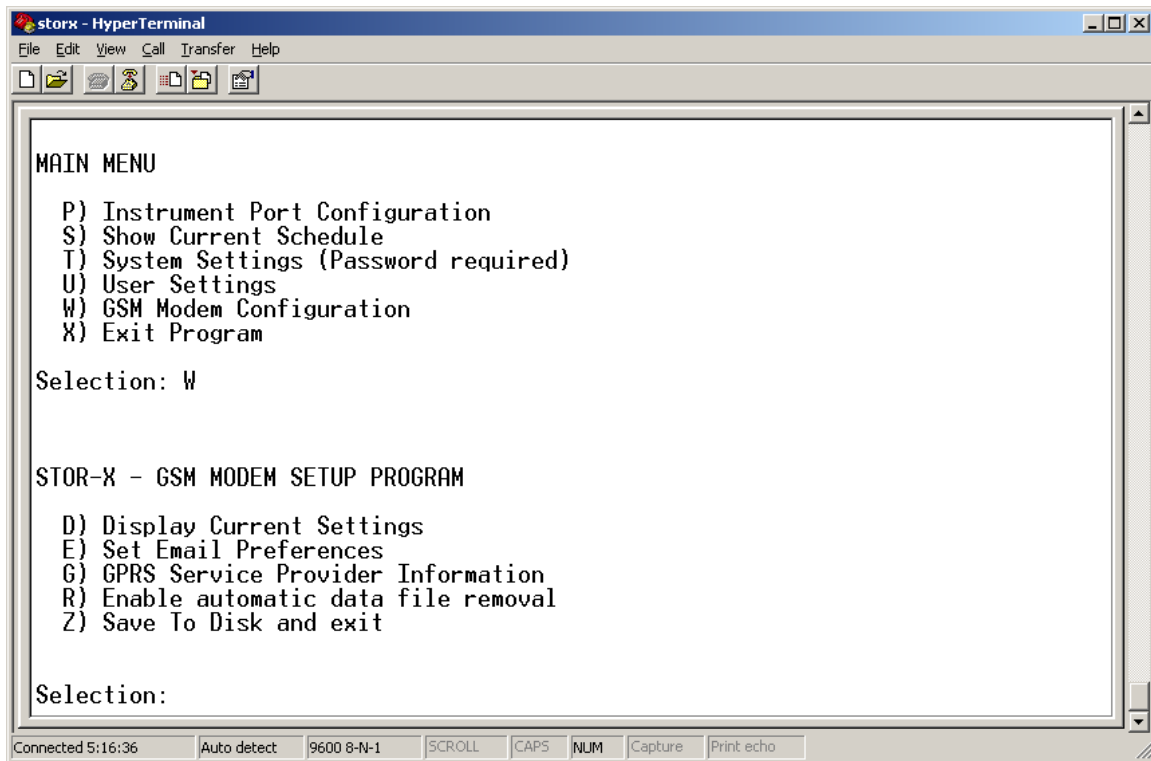 storx - HyperTerminal
File Edit View Call Transfer Help
MAIN MENU
P) Instrument Port Configuration
S) Show Current Schedule
T) System Settings (Password required)
U) User Settings
W) GSM Modem Configuration
X) Exit Program
Selection: W
STOR-X - GSM MODEM SETUP PROGRAM
D) Display Current Settings
E) Set Email Preferences
G) GPRS Service Provider Information
R) Enable automatic data file removal
Z) Save To Disk and exit
Selection:
Connected 5:16:36 Auto detect 9600 8-N-1 SCROLL CAPS NUM Capture Print echo